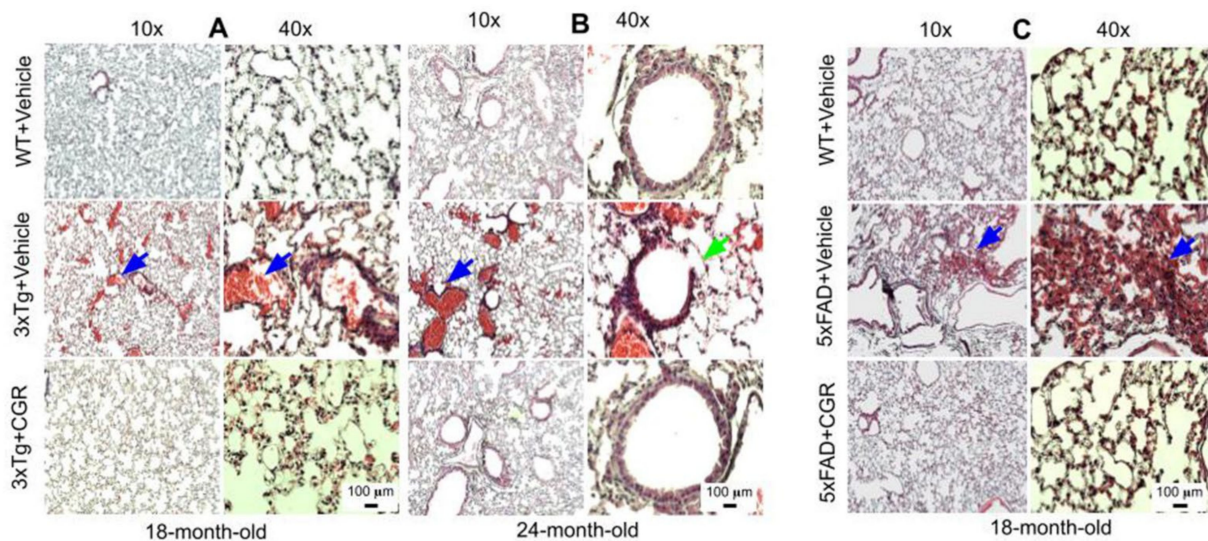 A B C
10x 40x 10x 40x 10x 40x
WT+Vehicle WT+Vehicle
3xTg+Vehicle 5xFAD+Vehicle
3xTg+CGR 5xFAD+CGR
100 µm 100 µm 100 µm
18-month-old 24-month-old 18-month-old